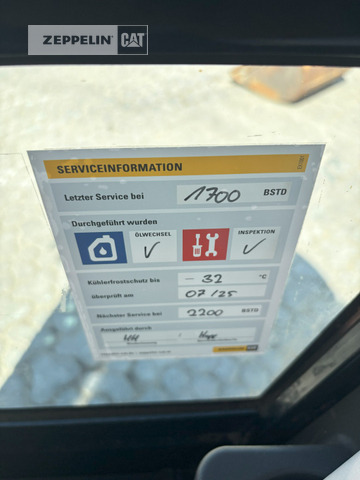 ZEPPELIN CAT
SERVICEINFORMATION
Letzter Service bei 1700 BSTD
Durchgeführt wurden
ÖLWECHSEL ✓ INSPEKTION ✓
Kühlerfrostschutz bis - 32 °C
überprüft am 07/25
Nächster Service bei 2200 BSTD
Ausgeführt durch